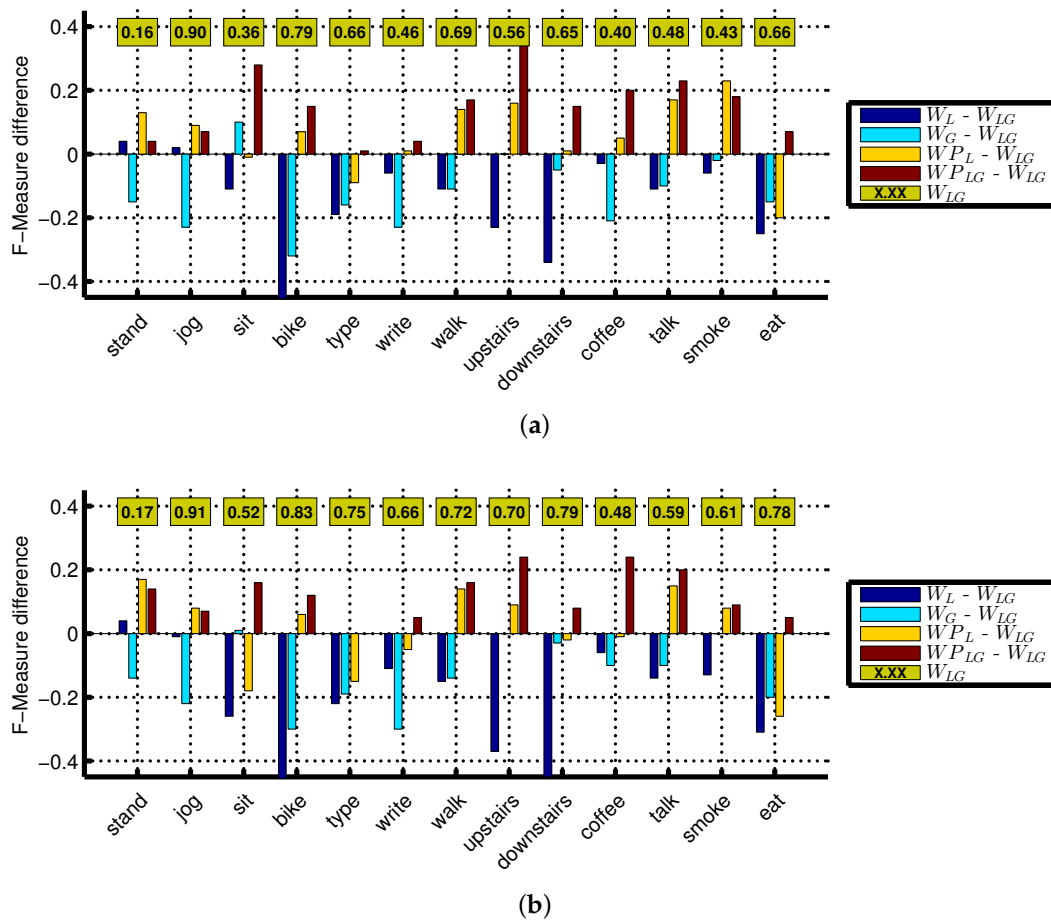 0.4
0.16 0.90 0.36 0.79 0.66 0.46 0.69 0.56 0.65 0.40 0.48 0.43 0.66
0.2
0
−0.2
−0.4
F−Measure difference
stand jog sit bike type write walk upstairs downstairs coffee talk smoke eat
W_L - W_LG
W_G - W_LG
WP_L - W_LG
WP_LG - W_LG
X.XX W_LG
(a)
0.4
0.17 0.91 0.52 0.83 0.75 0.66 0.72 0.70 0.79 0.48 0.59 0.61 0.78
0.2
0
−0.2
−0.4
F−Measure difference
stand jog sit bike type write walk upstairs downstairs coffee talk smoke eat
W_L - W_LG
W_G - W_LG
WP_L - W_LG
WP_LG - W_LG
X.XX W_LG
(b)